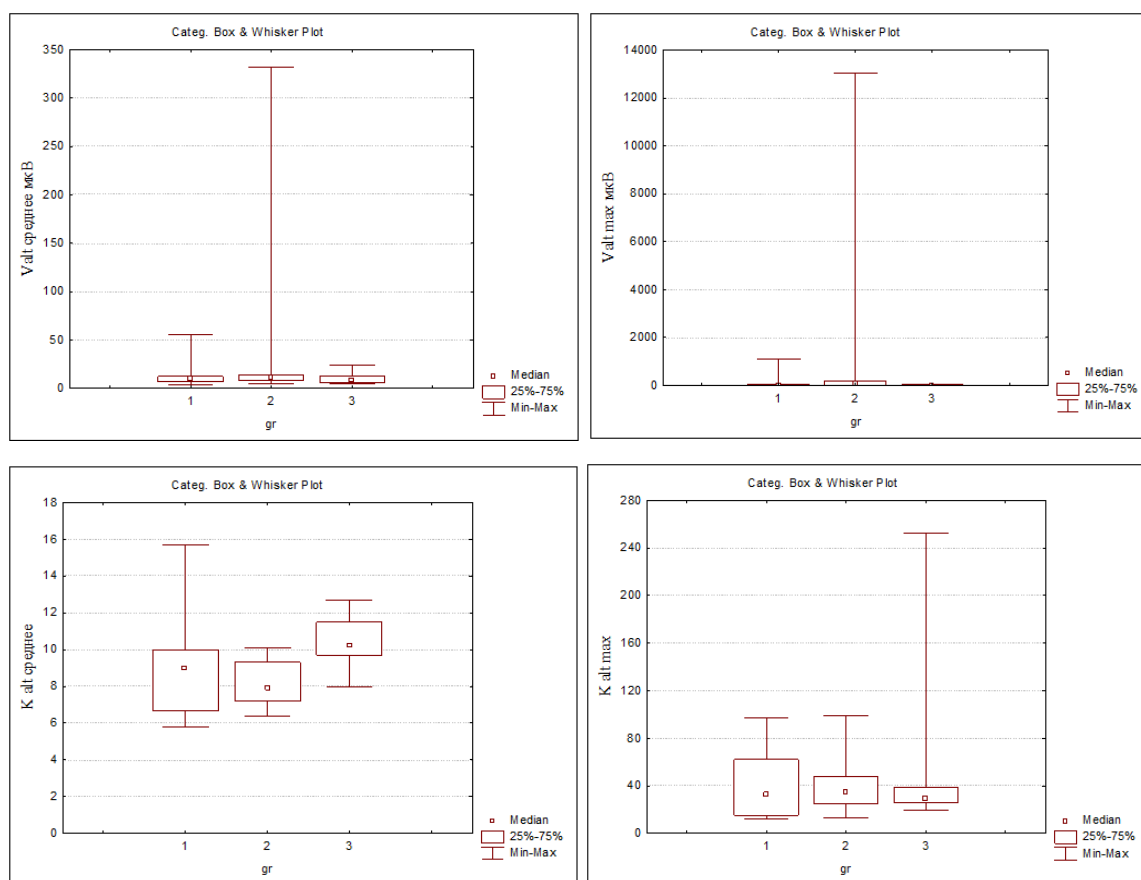 Categ. Box & Whisker Plot
350
300
250
200
150
100
50
0
Valt среднее мкВ
1
2
3
gr
Median
25%-75%
Min-Max
Categ. Box & Whisker Plot
14000
12000
10000
8000
6000
4000
2000
0
Valt max мкВ
1
2
3
gr
Median
25%-75%
Min-Max
Categ. Box & Whisker Plot
18
16
14
12
10
8
6
4
2
0
K alt среднее
1
2
3
gr
Median
25%-75%
Min-Max
Categ. Box & Whisker Plot
280
240
200
160
120
80
40
0
K alt max
1
2
3
gr
Median
25%-75%
Min-Max